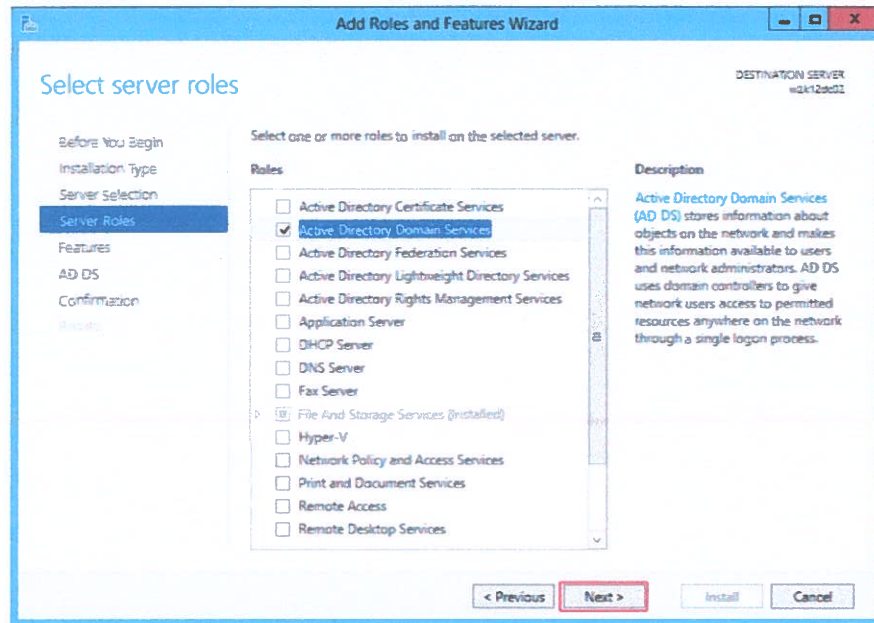 Add Roles and Features Wizard
Select server roles
DESTINATION SERVER
w2k12dc02
Before You Begin
Installation Type
Server Selection
Server Roles
Features
AD DS
Confirmation
Results
Select one or more roles to install on the selected server.
Roles
Active Directory Certificate Services
Active Directory Domain Services
Active Directory Federation Services
Active Directory Lightweight Directory Services
Active Directory Rights Management Services
Application Server
DHCP Server
DNS Server
Fax Server
File And Storage Services (Installed)
Hyper-V
Network Policy and Access Services
Print and Document Services
Remote Access
Remote Desktop Services
Description
Active Directory Domain Services
(AD DS) stores information about
objects on the network and makes
this information available to users
and network administrators. AD DS
uses domain controllers to give
network users access to permitted
resources anywhere on the network
through a single logon process.
< Previous
Next >
Install
Cancel